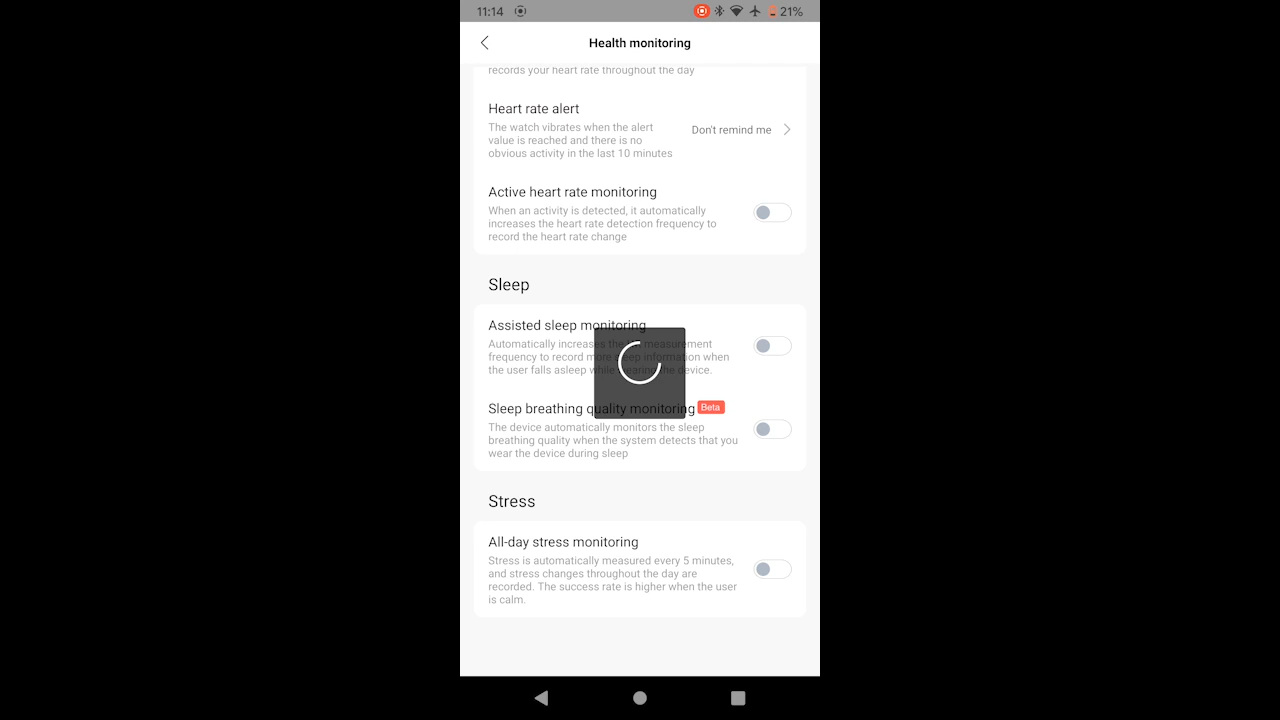 11:14
21%
Health monitoring
records your heart rate throughout the day
Heart rate alert
The watch vibrates when the alert
value is reached and there is no
obvious activity in the last 10 minutes
Don't remind me
Active heart rate monitoring
When an activity is detected, it automatically
increases the heart rate detection frequency to
record the heart rate change
Sleep
Assisted sleep monitoring
Automatically increases the measurement
frequency to record more sleep information when
the user falls asleep while wearing the device.
Sleep breathing quality monitoring Beta
The device automatically monitors the sleep
breathing quality when the system detects that you
wear the device during sleep
Stress
All-day stress monitoring
Stress is automatically measured every 5 minutes,
and stress changes throughout the day are
recorded. The success rate is higher when the user
is calm.